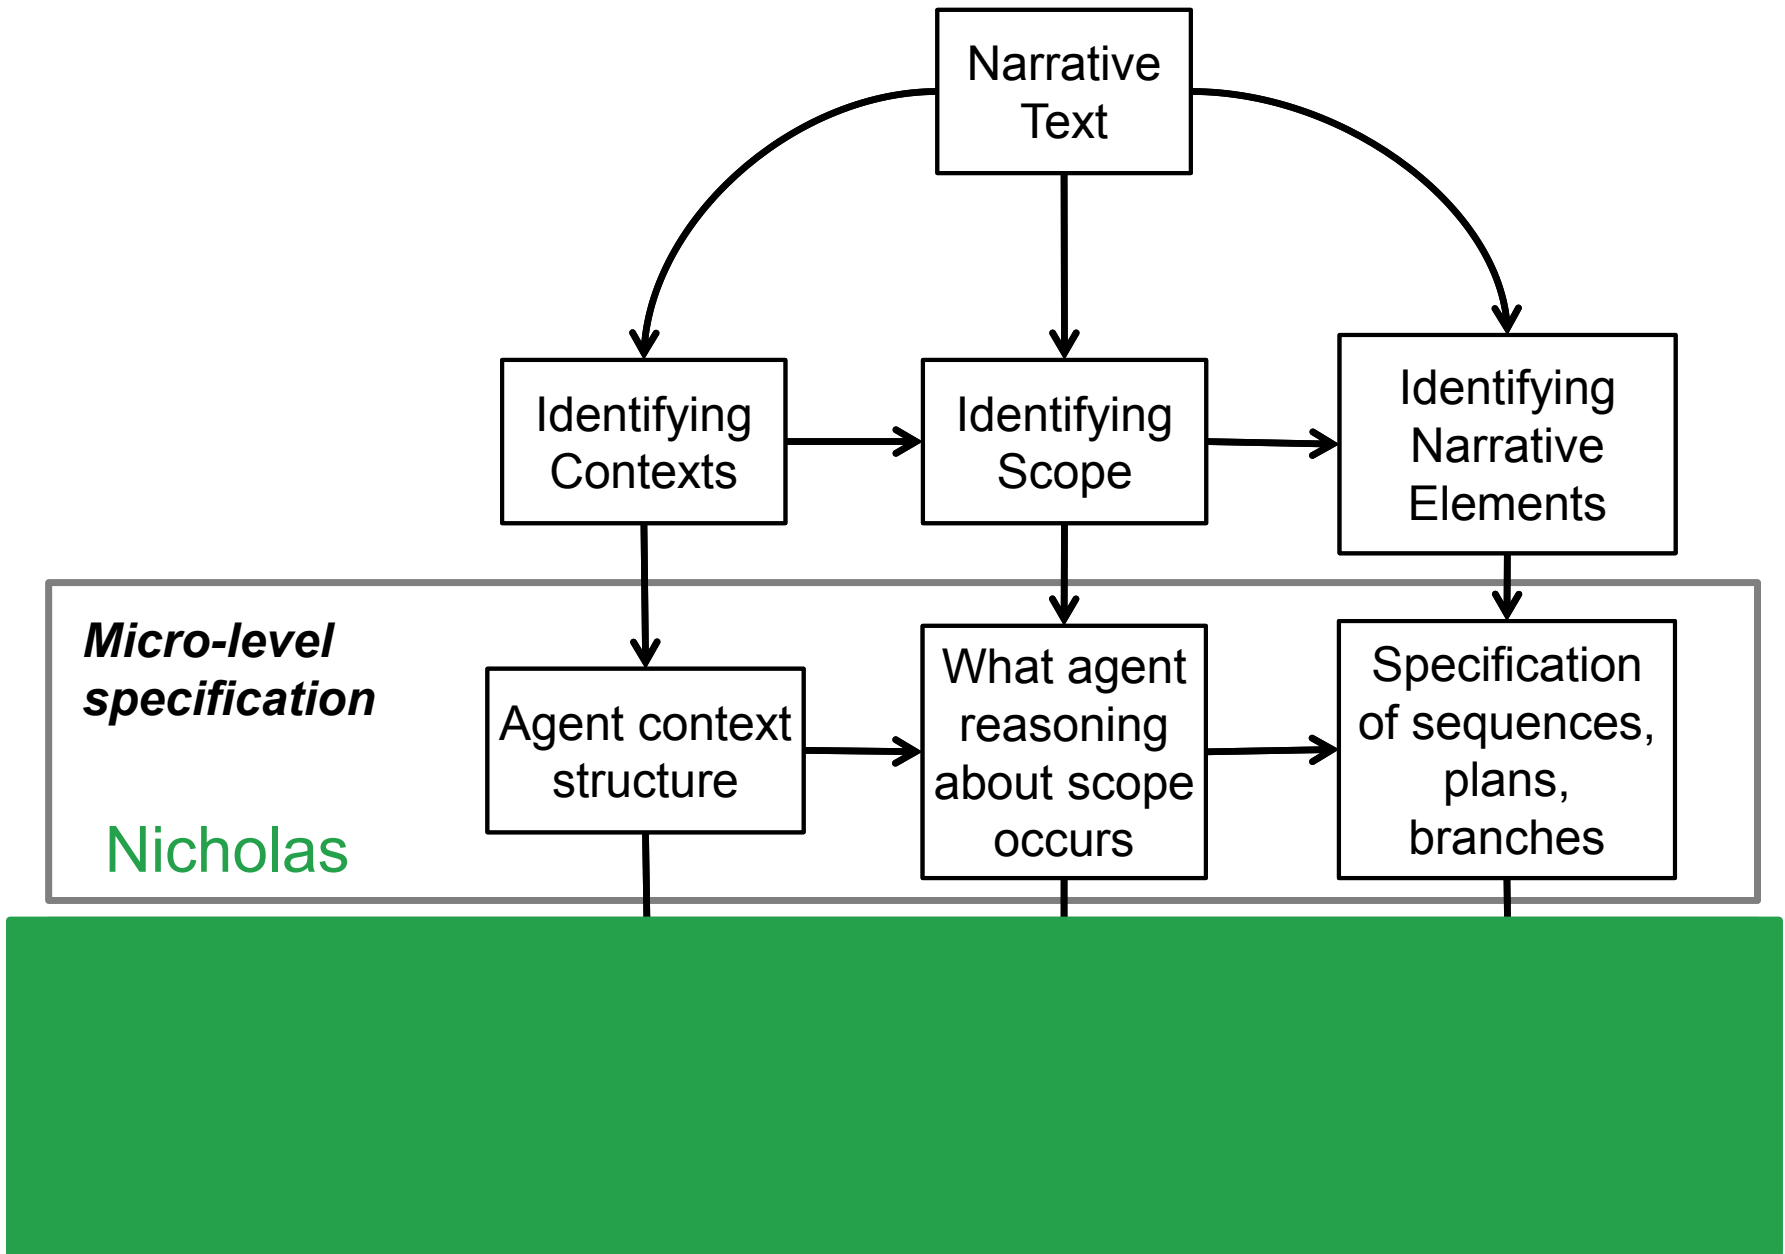 Narrative
Text
Identifying
Contexts
Identifying
Scope
Identifying
Narrative
Elements
Micro-level
specification
Nicholas
Agent context
structure
What agent
reasoning
about scope
occurs
Specification
of sequences,
plans,
branches